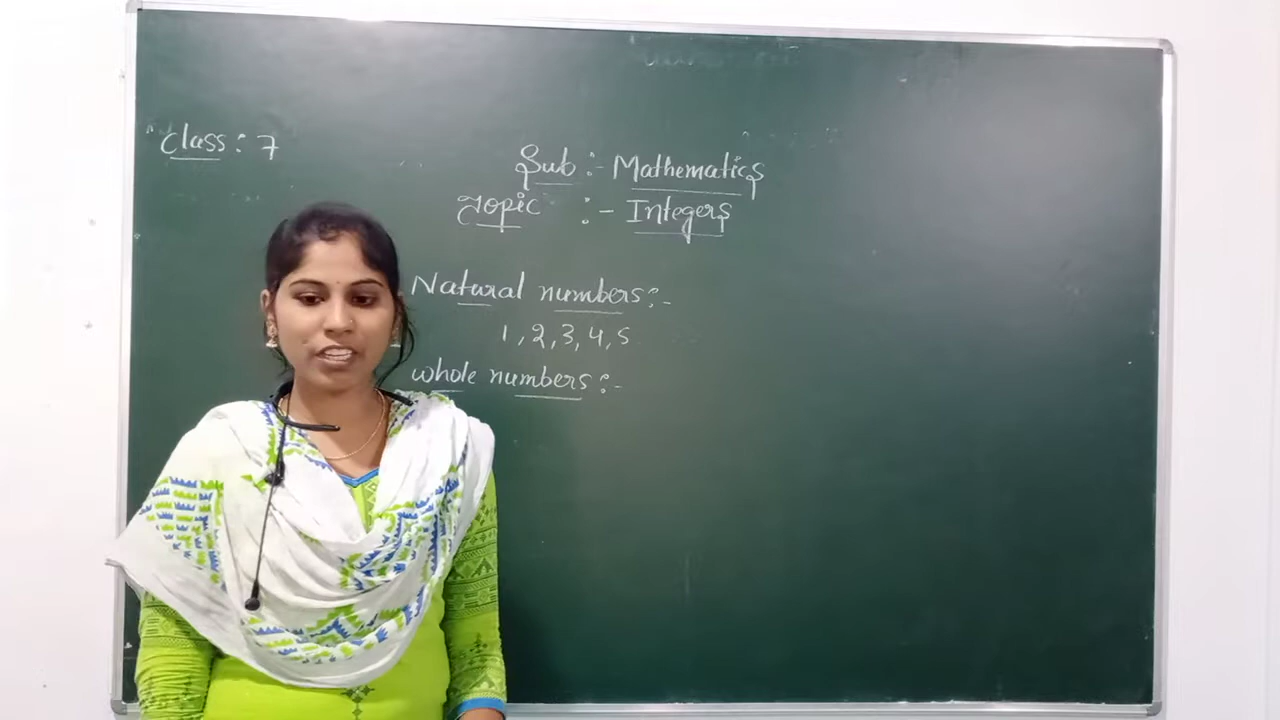 Class: 7
Sub :- Mathematics
Topic :- Integers
Natural numbers:-
1, 2, 3, 4, 5
whole numbers:-